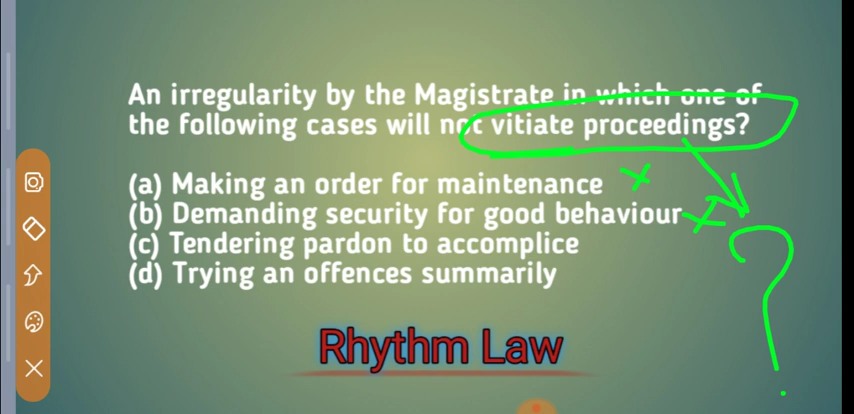 An irregularity by the Magistrate in which one of
the following cases will not vitiate proceedings?
(a) Making an order for maintenance
(b) Demanding security for good behaviour
(c) Tendering pardon to accomplice
(d) Trying an offences summarily
?
Rhythm Law